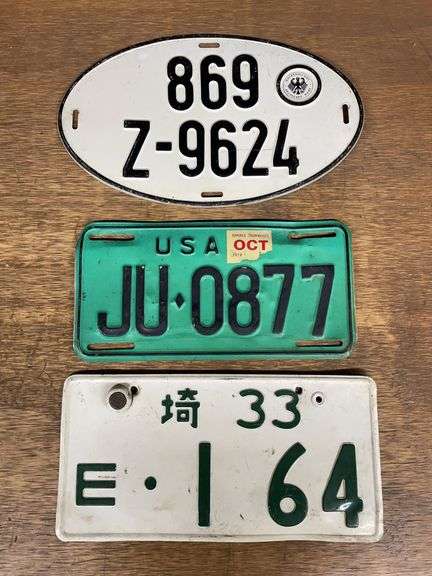 869
Z-9624
USA OCT
JU·0877
埼 33
E・1 64